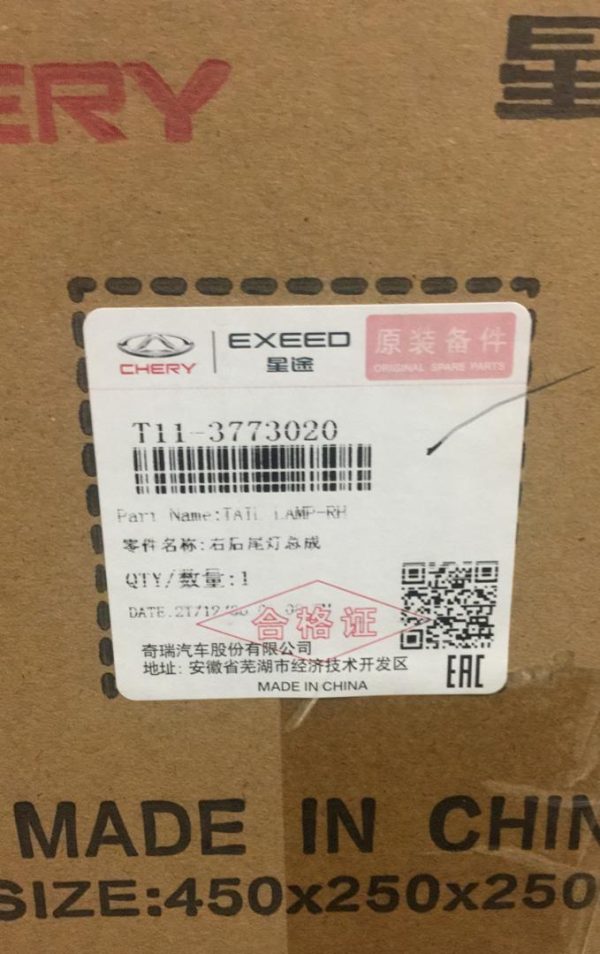 ERY
星
CHERY
EXEED
星途
原装备件
ORIGINAL SPARE PARTS
T11-3773020
Part Name:TAIL LAMP-RH
零件名称:右后尾灯总成
QTY/数量:1
DATE:21/12/
合格证
奇瑞汽车股份有限公司
地址: 安徽省芜湖市经济技术开发区
MADE IN CHINA
EAC
MADE IN CHIN
SIZE:450x250x250